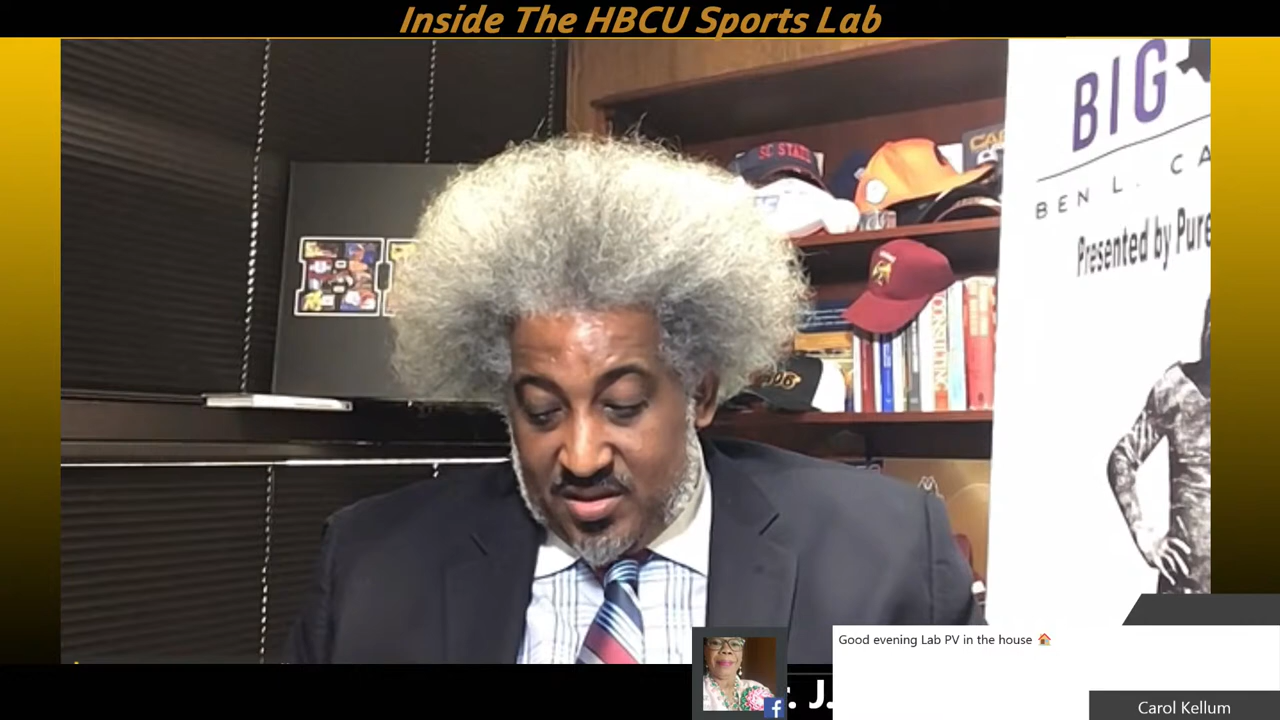 Inside The HBCU Sports Lab
BIG
BEN L. CA
Presented by Pure
SC STATE
. J.
Good evening Lab PV in the house 🏠
Carol Kellum